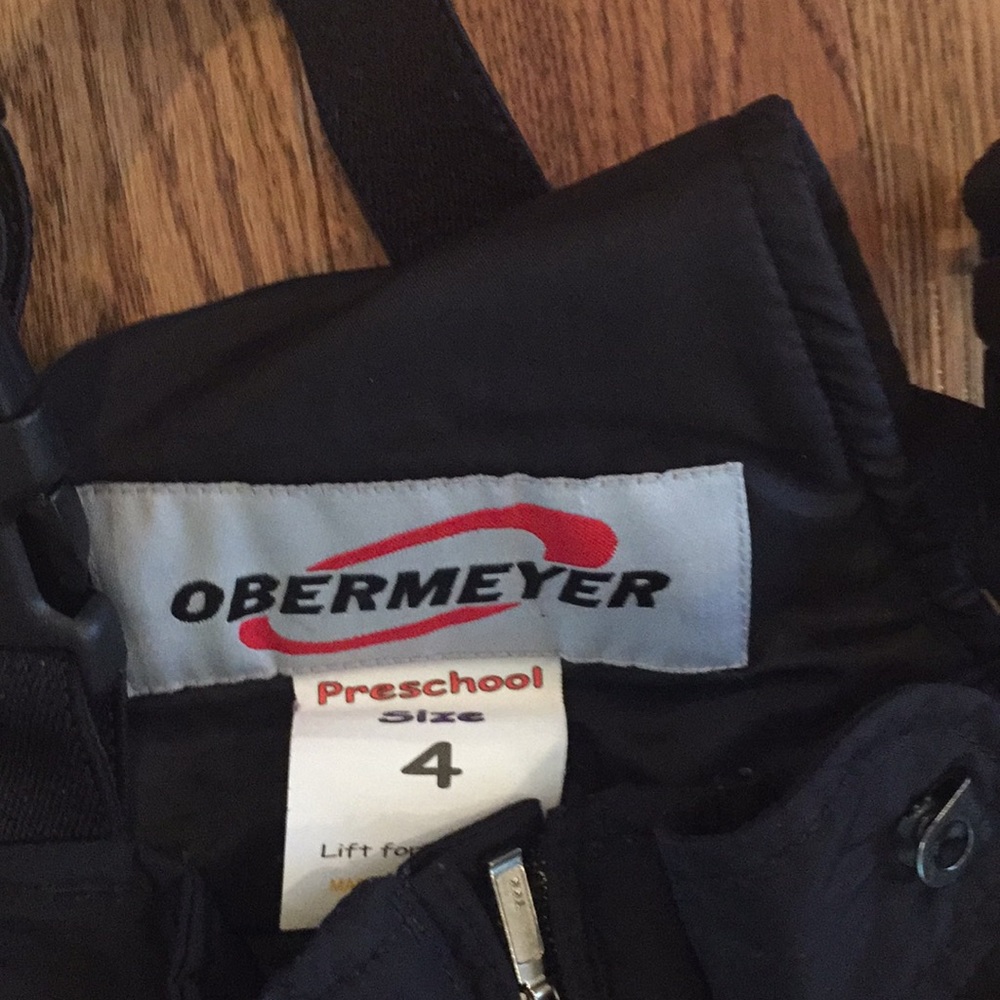 OBERMEYER
Preschool
Size
4
Lift for